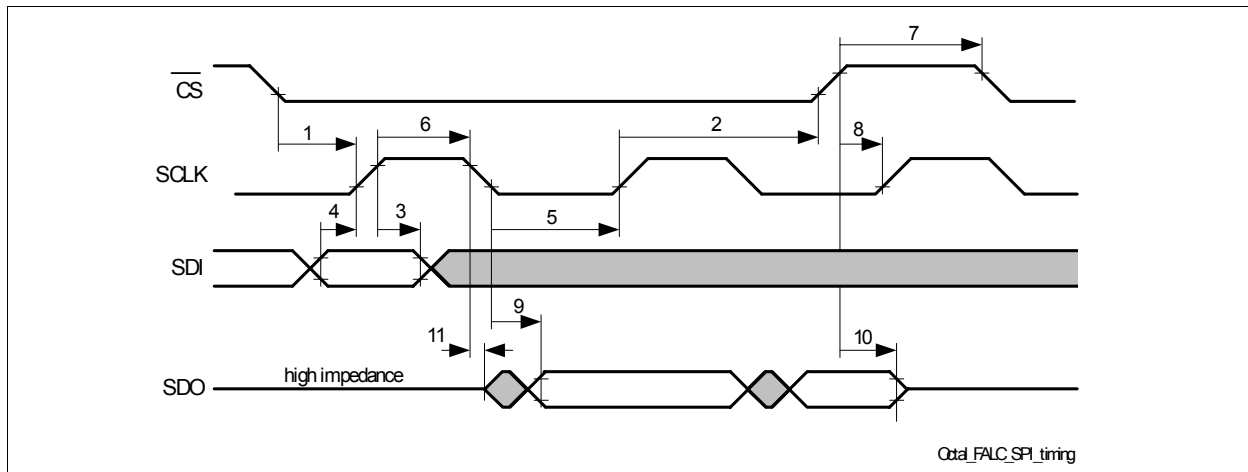 7
CS
1
6
2
8
SCLK
4
3
5
SDI
9
11
10
high impedance
SDO
Octal_FALC_SPI_timing